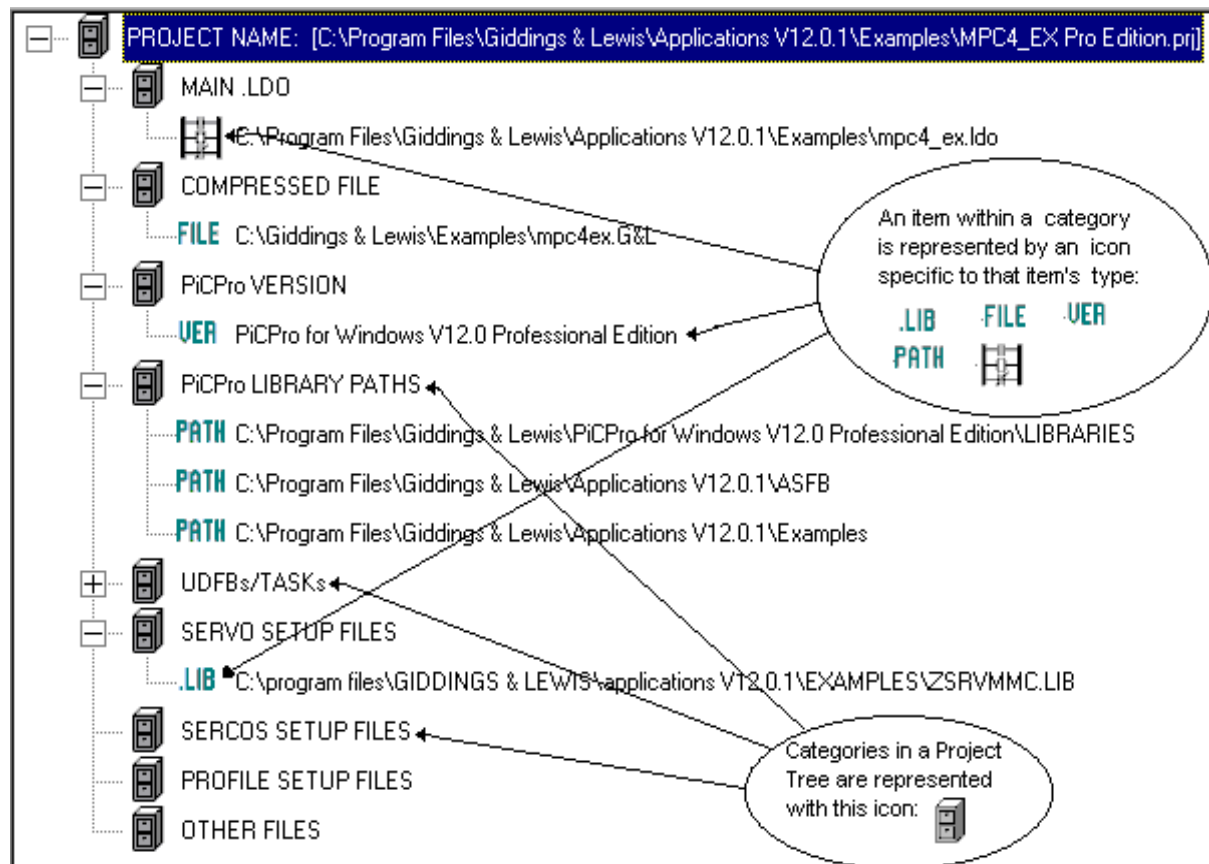 PROJECT NAME: [C:\Program Files\Giddings & Lewis\Applications V12.0.1\Examples\MPC4_EX Pro Edition.prj]
MAIN .LDO
C:\Program Files\Giddings & Lewis\Applications V12.0.1\Examples\mpc4_ex.ldo
COMPRESSED FILE
FILE C:\Giddings & Lewis\Examples\mpc4ex.G&L
PiCPro VERSION
VER PiCPro for Windows V12.0 Professional Edition
PiCPro LIBRARY PATHS
PATH C:\Program Files\Giddings & Lewis\PiCPro for Windows V12.0 Professional Edition\LIBRARIES
PATH C:\Program Files\Giddings & Lewis\Applications V12.0.1\ASFB
PATH C:\Program Files\Giddings & Lewis\Applications V12.0.1\Examples
UDFBs/TASKs
SERVO SETUP FILES
.LIB C:\program files\GIDDINGS & LEWIS\applications V12.0.1\EXAMPLES\ZSRVMMC.LIB
SERCOS SETUP FILES
PROFILE SETUP FILES
OTHER FILES
An item within a category
is represented by an icon
specific to that item's type:
.LIB FILE VER
PATH
Categories in a Project
Tree are represented
with this icon: